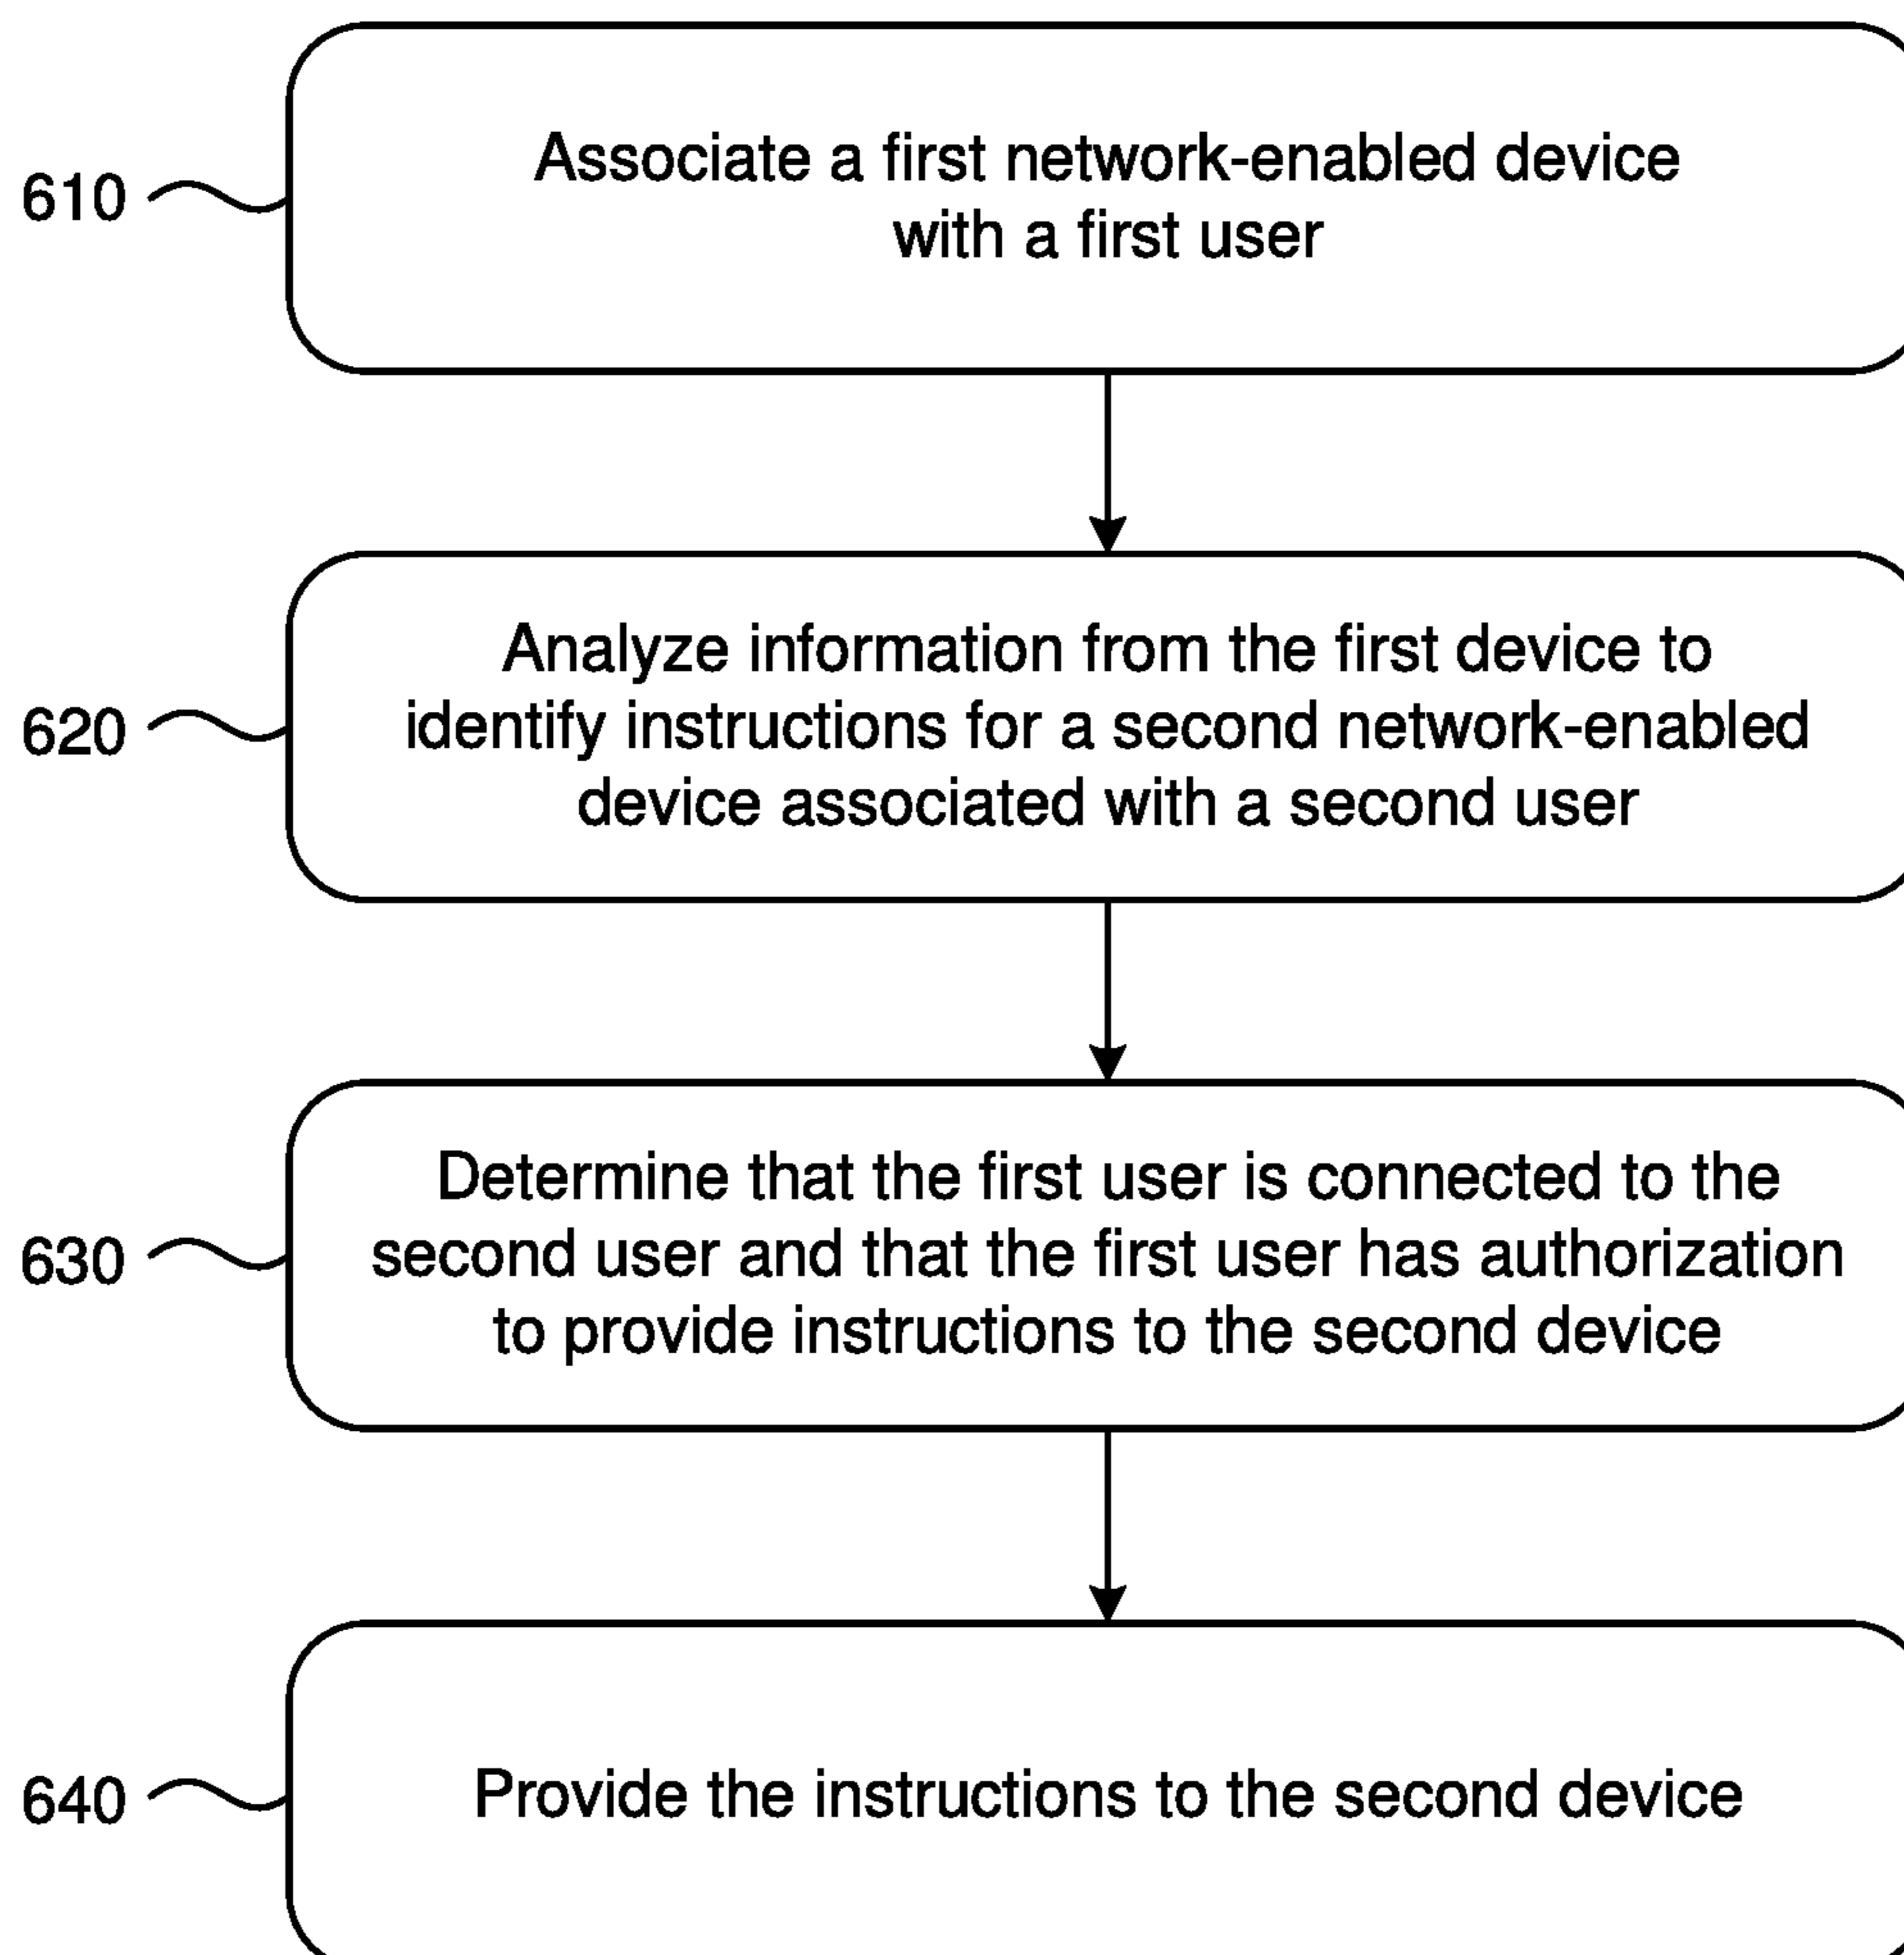 610
Associate a first network-enabled device
with a first user
620
Analyze information from the first device to
identify instructions for a second network-enabled
device associated with a second user
630
Determine that the first user is connected to the
second user and that the first user has authorization
to provide instructions to the second device
640
Provide the instructions to the second device